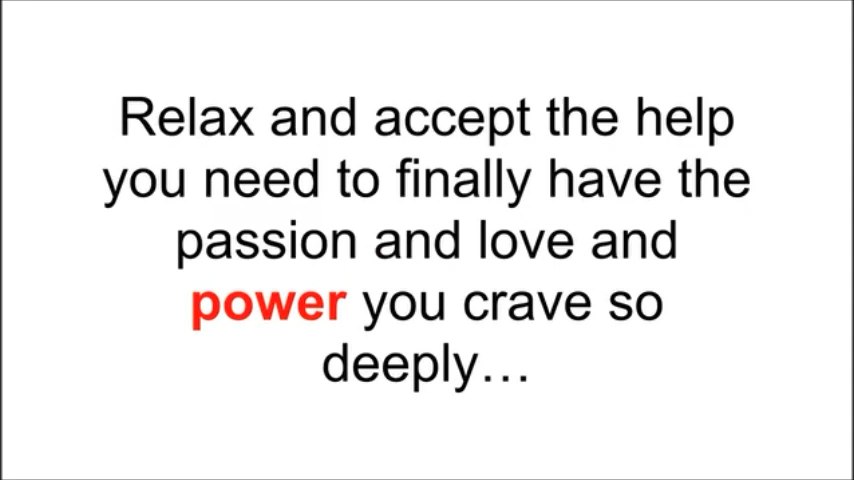 Relax and accept the help
you need to finally have the
passion and love and
power you crave so
deeply…